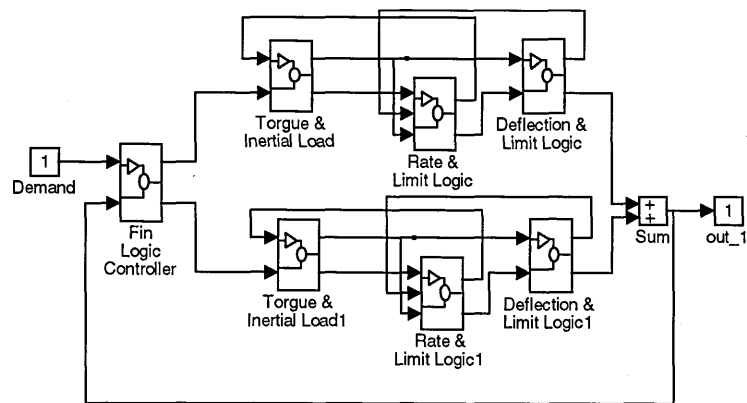 Torgue &
Inertial Load
Rate &
Limit Logic
Deflection &
Limit Logic
1
Demand
Fin
Logic
Controller
+
+
Sum
1
out_1
Torgue &
Inertial Load1
Rate &
Limit Logic1
Deflection &
Limit Logic1